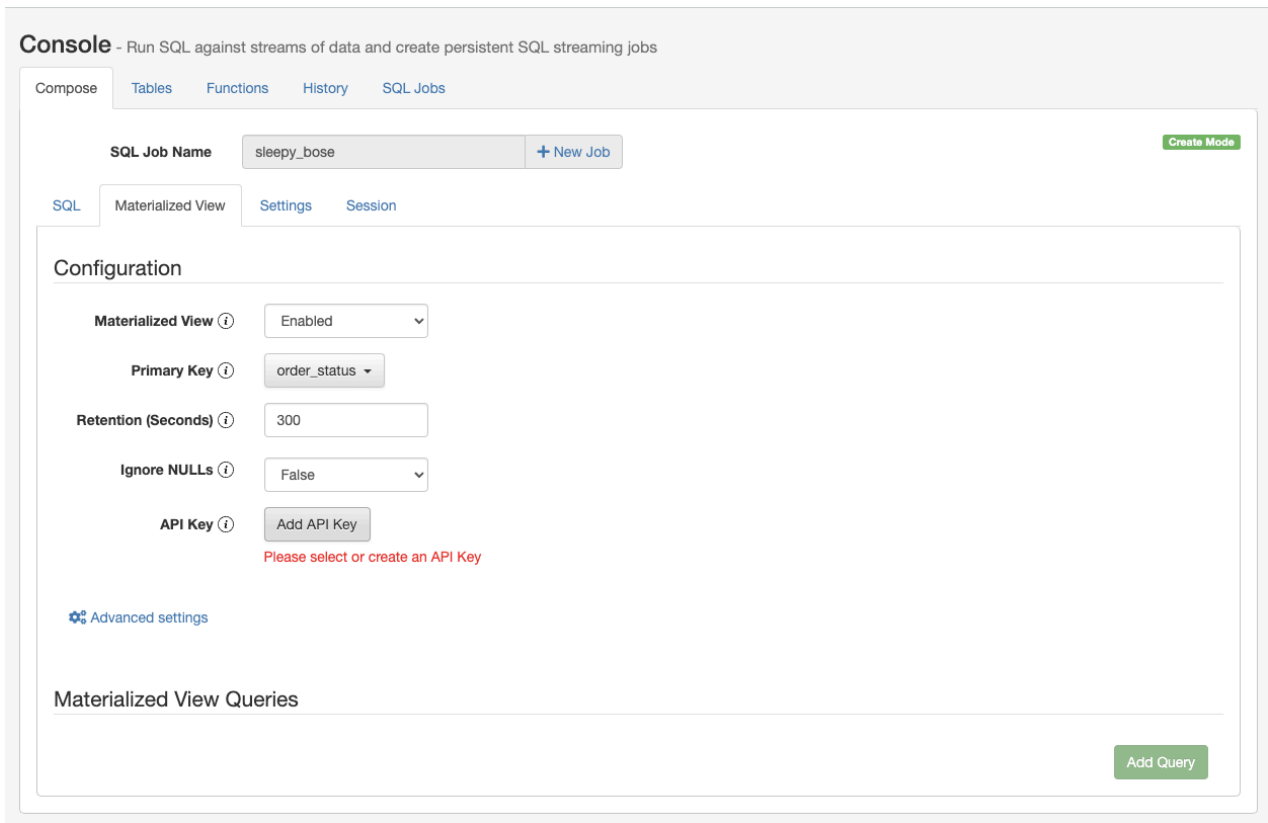 Console - Run SQL against streams of data and create persistent SQL streaming jobs
Compose Tables Functions History SQL Jobs
SQL Job Name sleepy_bose + New Job Create Mode
SQL Materialized View Settings Session
Configuration
Materialized View i Enabled
Primary Key i order_status
Retention (Seconds) i 300
Ignore NULLs i False
API Key i Add API Key
Please select or create an API Key
Advanced settings
Materialized View Queries
Add Query